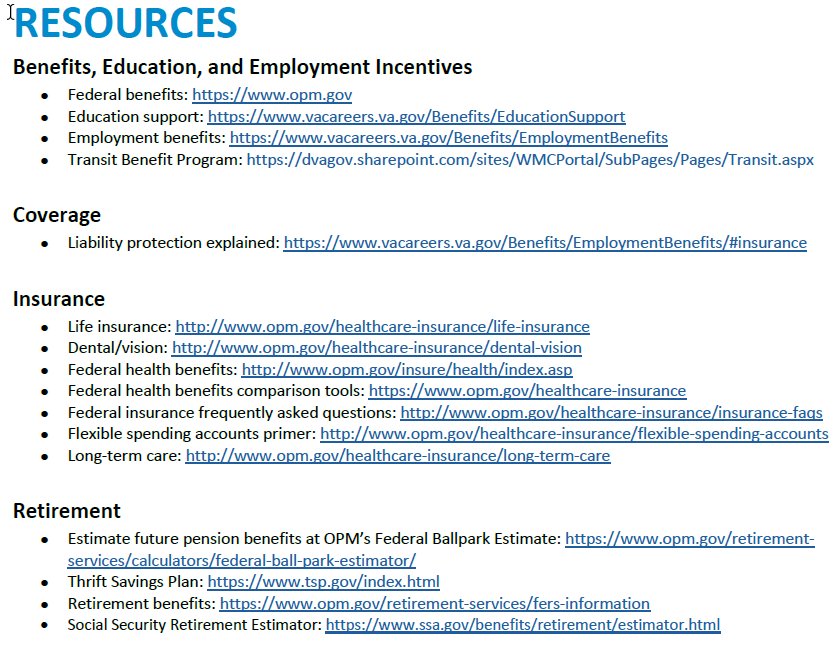 RESOURCES
Benefits, Education, and Employment Incentives
• Federal benefits: https://www.opm.gov
• Education support: https://www.vacareers.va.gov/Benefits/EducationSupport
• Employment benefits: https://www.vacareers.va.gov/Benefits/EmploymentBenefits
• Transit Benefit Program: https://dvagov.sharepoint.com/sites/WMCPortal/SubPages/Pages/Transit.aspx
Coverage
• Liability protection explained: https://www.vacareers.va.gov/Benefits/EmploymentBenefits/#insurance
Insurance
• Life insurance: http://www.opm.gov/healthcare-insurance/life-insurance
• Dental/vision: http://www.opm.gov/healthcare-insurance/dental-vision
• Federal health benefits: http://www.opm.gov/insure/health/index.asp
• Federal health benefits comparison tools: https://www.opm.gov/healthcare-insurance
• Federal insurance frequently asked questions: http://www.opm.gov/healthcare-insurance/insurance-faqs
• Flexible spending accounts primer: http://www.opm.gov/healthcare-insurance/flexible-spending-accounts
• Long-term care: http://www.opm.gov/healthcare-insurance/long-term-care
Retirement
• Estimate future pension benefits at OPM’s Federal Ballpark Estimate: https://www.opm.gov/retirement-
services/calculators/federal-ball-park-estimator/
• Thrift Savings Plan: https://www.tsp.gov/index.html
• Retirement benefits: https://www.opm.gov/retirement-services/fers-information
• Social Security Retirement Estimator: https://www.ssa.gov/benefits/retirement/estimator.html